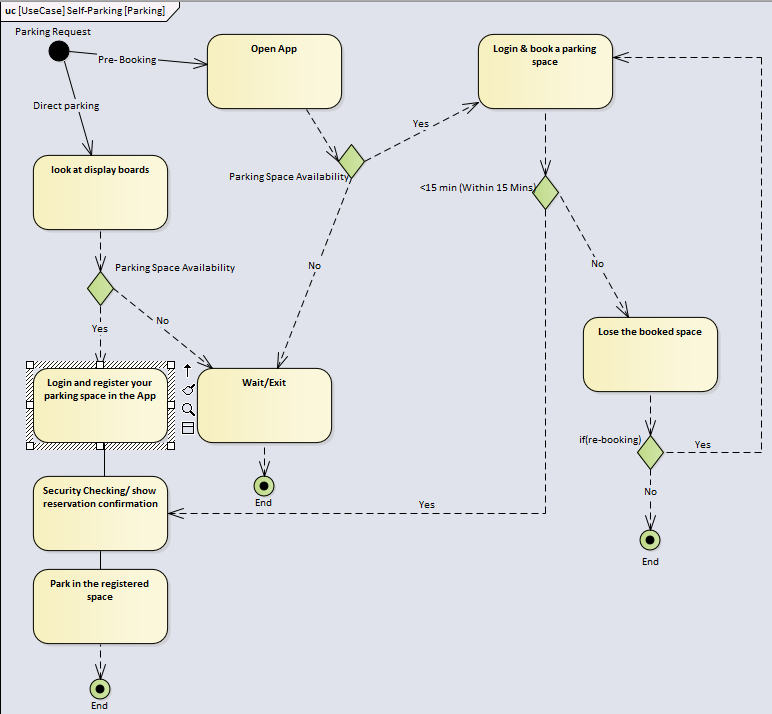 uc [UseCase] Self-Parking [Parking]
Parking Request
Pre- Booking
Open App
Login & book a parking
space
Direct parking
Yes
look at display boards
Parking Space Availability
<15 min (Within 15 Mins)
Parking Space Availability
No
No
Yes
No
Lose the booked space
Login and register your
parking space in the App
Wait/Exit
if(re-booking)
Yes
Security Checking/ show
reservation confirmation
End
Yes
No
End
Park in the registered
space
End